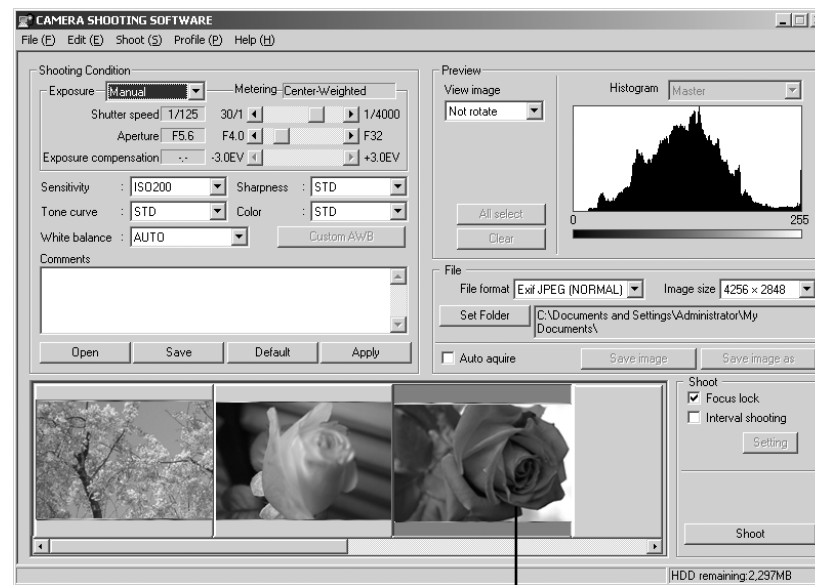 CAMERA SHOOTING SOFTWARE
File (F) Edit (E) Shoot (S) Profile (P) Help (H)
Shooting Condition
Exposure Manual Metering Center-Weighted
Shutter speed 1/125 30/1 1/4000
Aperture F5.6 F4.0 F32
Exposure compensation -.- -3.0EV +3.0EV
Sensitivity : ISO200 Sharpness : STD
Tone curve : STD Color : STD
White balance : AUTO Custom AWB
Comments
Open Save Default Apply
Preview
View image Histogram Master
Not rotate
All select
Clear
0 255
File
File format Exif JPEG (NORMAL) Image size 4256 × 2848
Set Folder C:\Documents and Settings\Administrator\My
Documents\
Auto aquire Save image Save image as
Shoot
Focus lock
Interval shooting
Setting
Shoot
HDD remaining:2,297MB